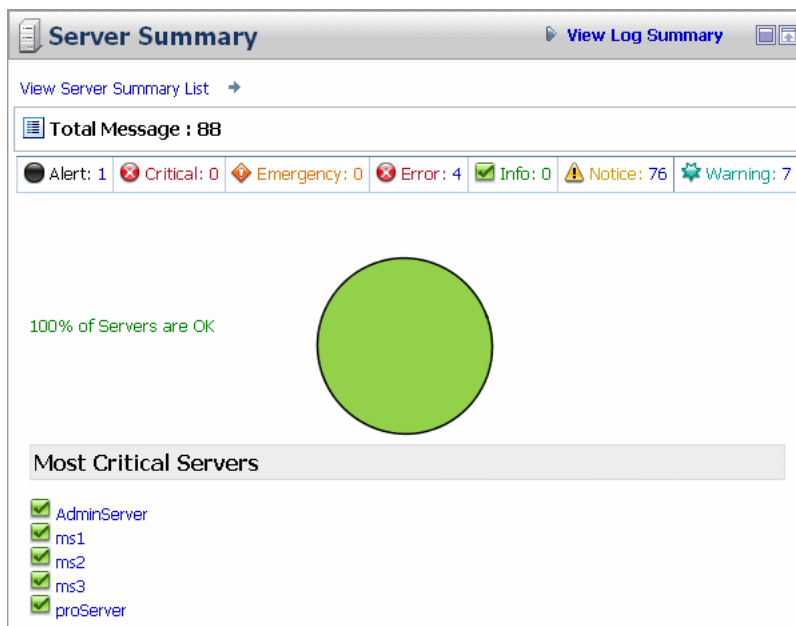 Server Summary
View Log Summary
View Server Summary List
Total Message : 88
Alert: 1 Critical: 0 Emergency: 0 Error: 4 Info: 0 Notice: 76 Warning: 7
100% of Servers are OK
Most Critical Servers
AdminServer
ms1
ms2
ms3
proServer